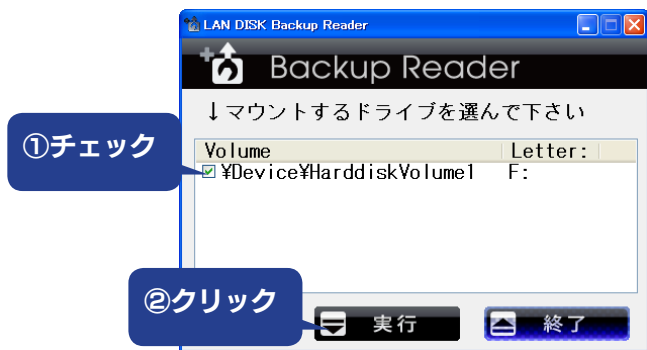 LAN DISK Backup Reader
Backup Reader
↓マウントするドライブを選んで下さい
①チェック
Volume Letter:
¥Device¥HarddiskVolume1 F:
②クリック
実行 終了